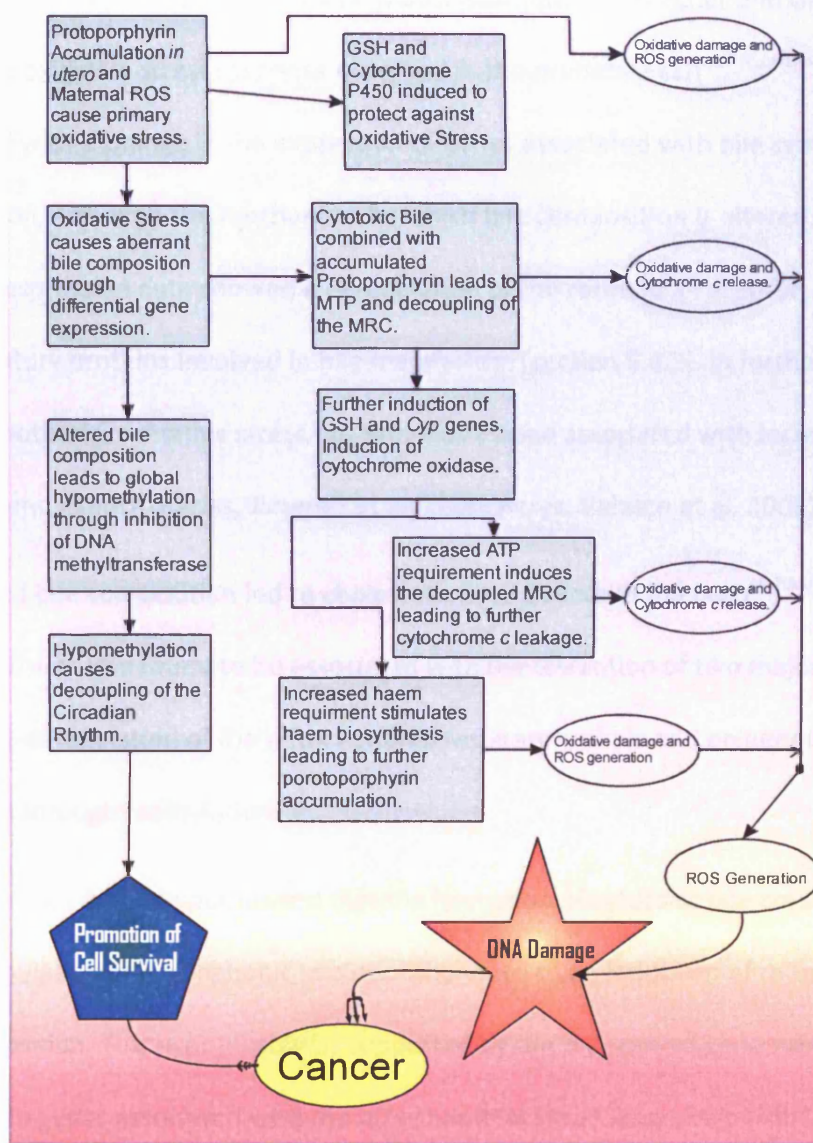 Protoporphyrin
Accumulation in
utero and
Maternal ROS
cause primary
oxidative stress.
GSH and
Cytochrome
P450 induced to
protect against
Oxidative Stress.
Oxidative damage and
ROS generation
Oxidative Stress
causes aberrant
bile composition
through
differential gene
expression.
Cytotoxic Bile
combined with
accumulated
Protoporphyrin leads to
MTP and decoupling of
the MRC.
Oxidative damage and
Cytochrome c release.
Altered bile
composition
leads to global
hypomethylation
through inhibition
of DNA
methyltransferase
Further induction of
GSH and Cyp genes,
Induction of
cytochrome oxidase.
Increased ATP
requirement induces
the decoupled MRC
leading to further
cytochrome c leakage.
Oxidative damage and
Cytochrome c release.
Hypomethylation
causes
decoupling of the
Circadian
Rhythm.
Increased haem
requirment stimulates
haem biosynthesis
leading to further
porotoporphyrin
accumulation.
Oxidative damage and
ROS generation
ROS Generation
Promotion of
Cell Survival
DNA Damage
Cancer